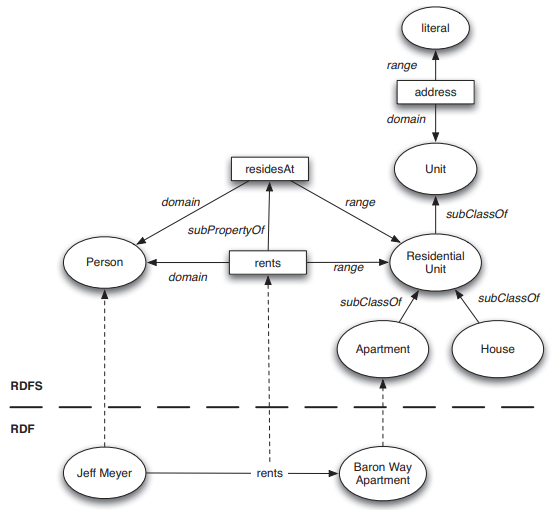 literal
range
address
domain
residesAt
Unit
domain
range
subPropertyOf
subClassOf
Person
rents
Residential
Unit
domain
range
subClassOf
subClassOf
Apartment
House
RDFS
RDF
Jeff Meyer
rents
Baron Way
Apartment